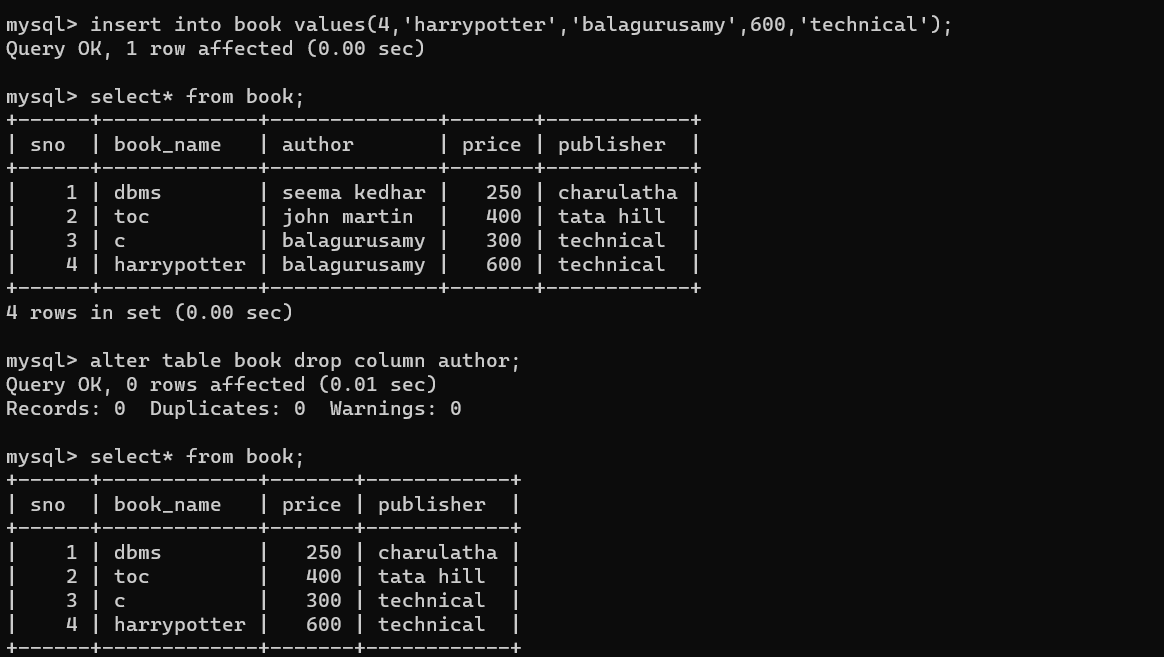 mysql> insert into book values(4,'harrypotter','balagurusamy',600,'technical');
Query OK, 1 row affected (0.00 sec)

mysql> select* from book;
+------+-------------+--------------+-------+------------+
| sno  | book_name   | author       | price | publisher  |
+------+-------------+--------------+-------+------------+
|    1 | dbms        | seema kedhar |   250 | charulatha |
|    2 | toc         | john martin  |   400 | tata hill  |
|    3 | c           | balagurusamy |   300 | technical  |
|    4 | harrypotter | balagurusamy |   600 | technical  |
+------+-------------+--------------+-------+------------+
4 rows in set (0.00 sec)

mysql> alter table book drop column author;
Query OK, 0 rows affected (0.01 sec)
Records: 0  Duplicates: 0  Warnings: 0

mysql> select* from book;
+------+-------------+-------+------------+
| sno  | book_name   | price | publisher  |
+------+-------------+-------+------------+
|    1 | dbms        |   250 | charulatha |
|    2 | toc         |   400 | tata hill  |
|    3 | c           |   300 | technical  |
|    4 | harrypotter |   600 | technical  |
+------+-------------+-------+------------+